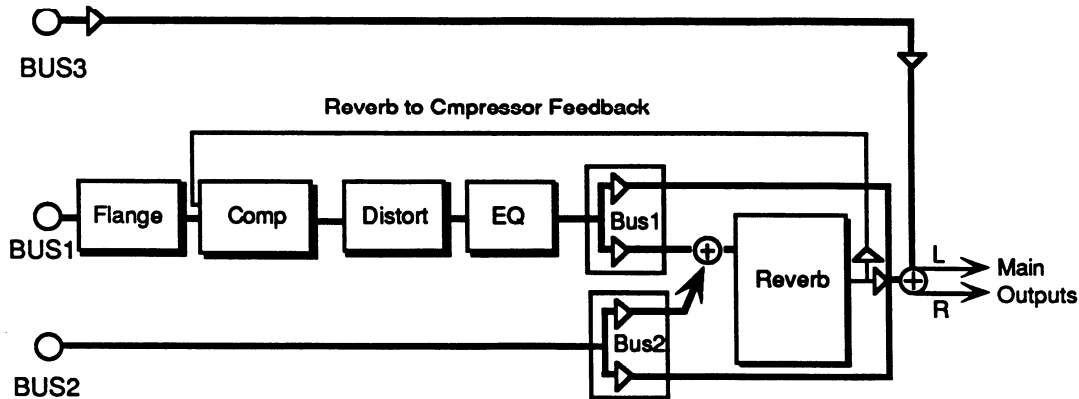 BUS3
Reverb to Cmpressor Feedback
Flange
Comp
Distort
EQ
Bus1
BUS1
Reverb
L
Main
Outputs
R
Bus2
BUS2